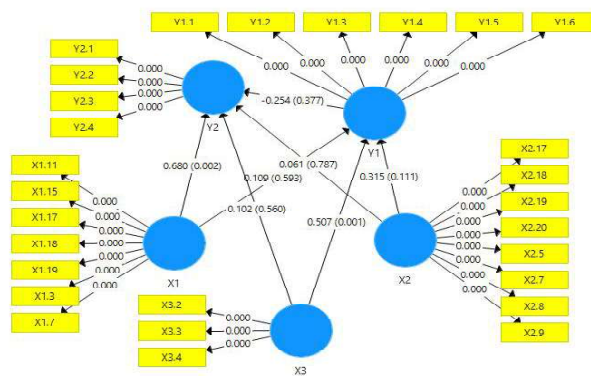 Y1.1
Y1.2
Y1.3
Y1.4
Y1.5
Y1.6
Y2.1
Y2.2
Y2.3
Y2.4
0.000
0.000
0.000
0.000
0.000
0.000
0.000
0.000
0.000
0.000
Y2
-0.254 (0.377)
Y1
0.680 (0.002)
0.061 (0.787)
0.109 (0.593)
0.315 (0.111)
0.102 (0.560)
0.507 (0.001)
X1.11
X1.15
X1.17
X1.18
X1.19
X1.3
X1.7
0.000
0.000
0.000
0.000
0.000
0.000
0.000
X1
X2.17
X2.18
X2.19
X2.20
X2.5
X2.7
X2.8
X2.9
0.000
0.000
0.000
0.000
0.000
0.000
0.000
0.000
X2
X3.2
X3.3
X3.4
0.000
0.000
0.000
X3